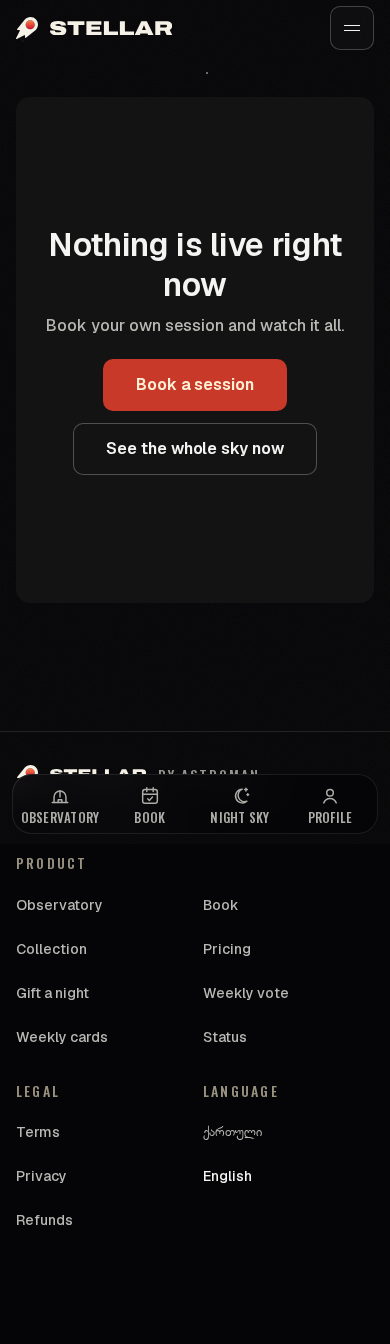 STELLAR
Nothing is live right
now
Book your own session and watch it all.
Book a session
See the whole sky now
STELLAR BY ASTROMAN
OBSERVATORY
BOOK
NIGHT SKY
PROFILE
PRODUCT
Observatory
Book
Collection
Pricing
Gift a night
Weekly vote
Weekly cards
Status
LEGAL
LANGUAGE
Terms
ქართული
Privacy
English
Refunds